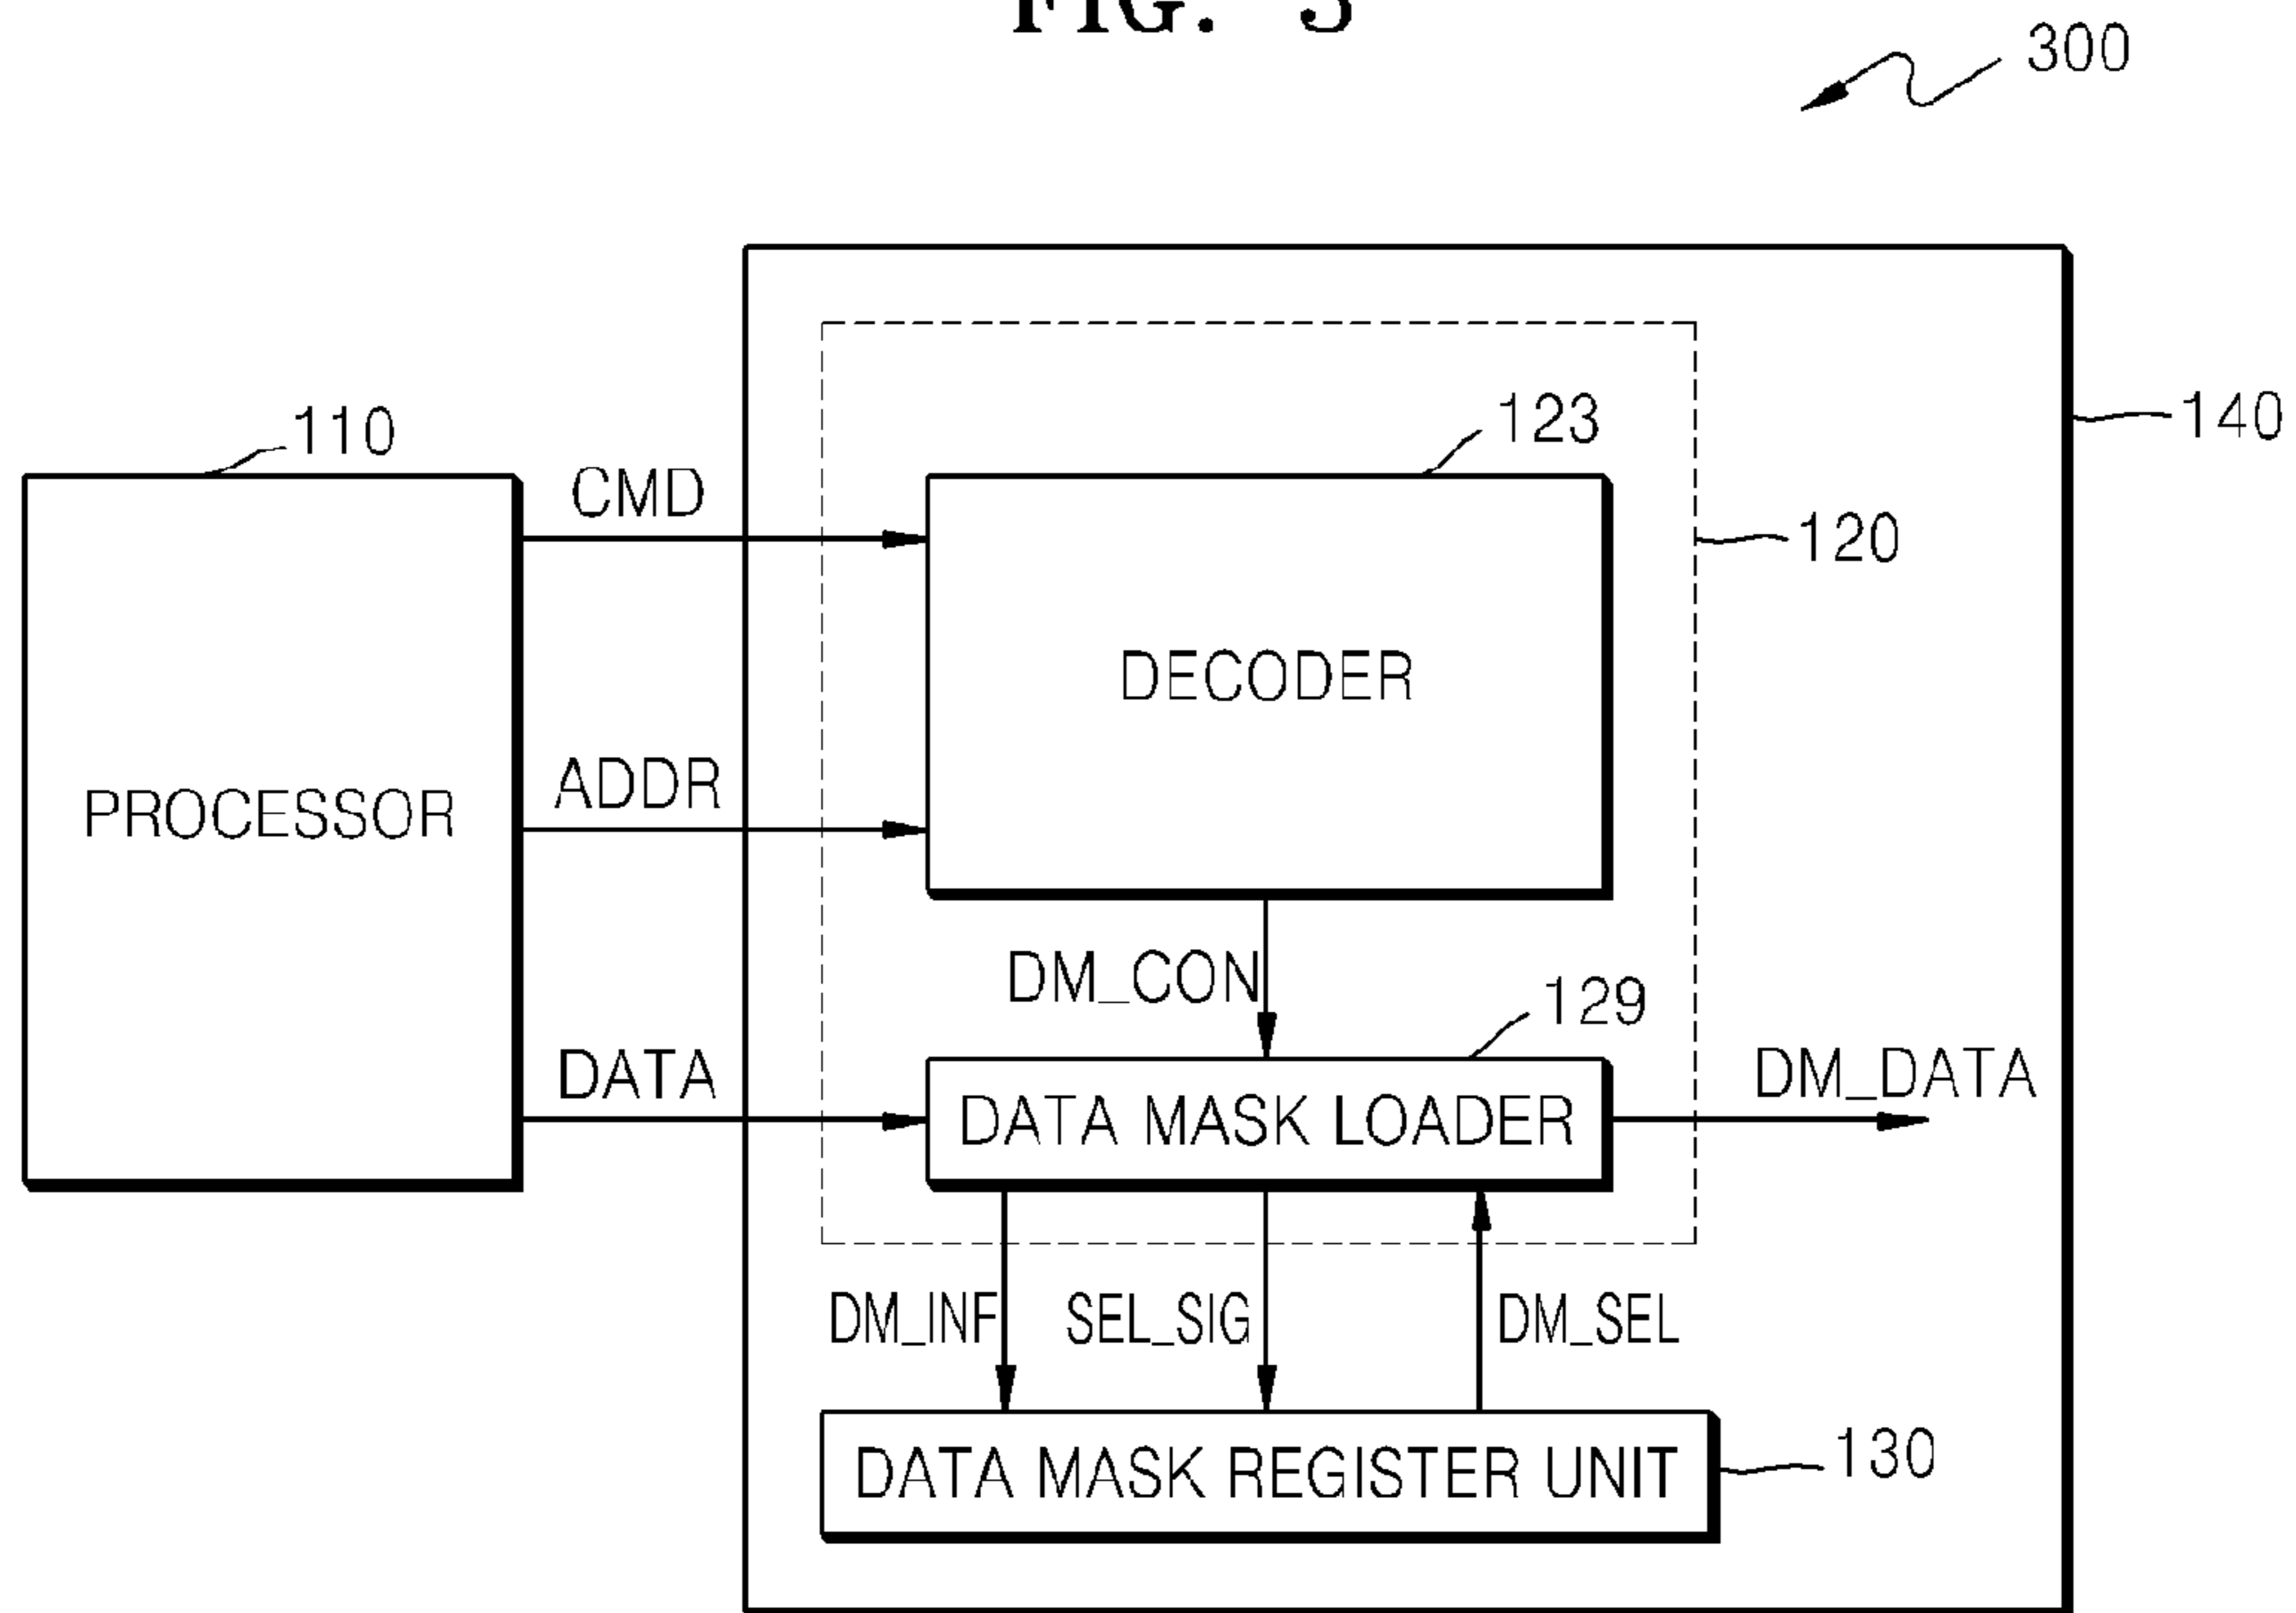 FIG. 3
300
140
123
110
CMD
120
DECODER
ADDR
PROCESSOR
DM_CON
129
DATA
DM_DATA
DATA MASK LOADER
DM_INF
SEL_SIG
DM_SEL
DATA MASK REGISTER UNIT
130